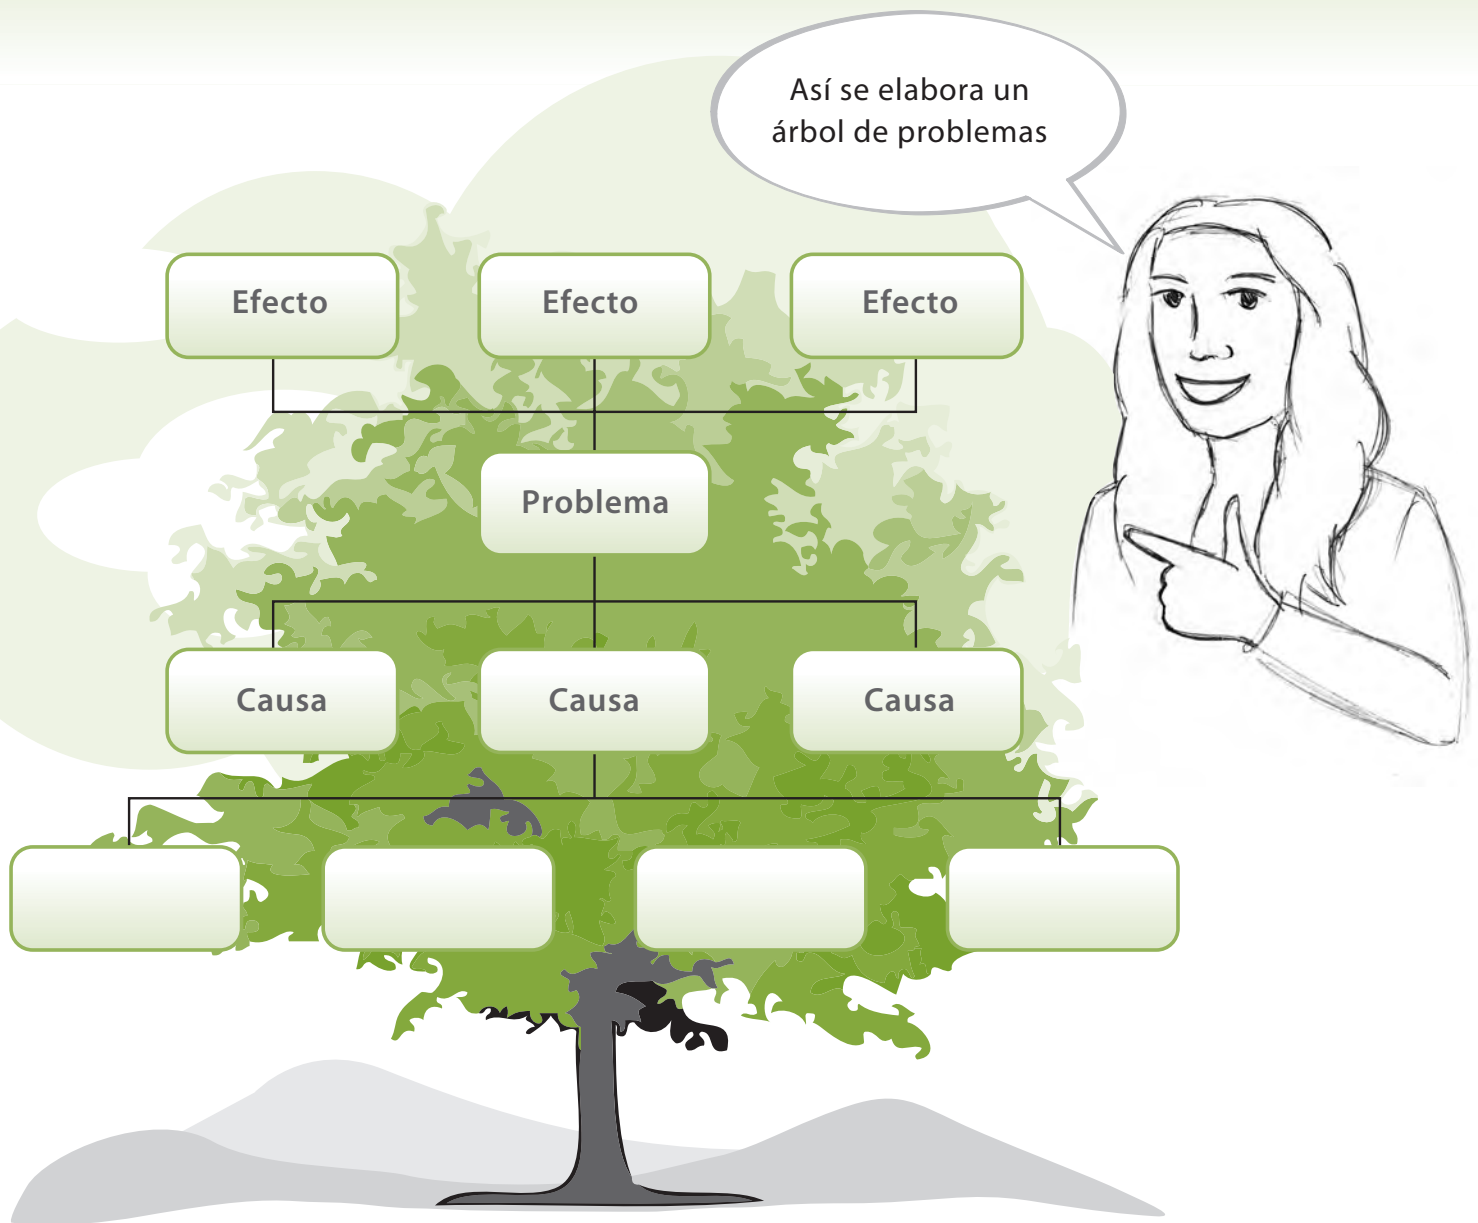 Así se elabora un
árbol de problemas
Efecto
Efecto
Efecto
Problema
Causa
Causa
Causa